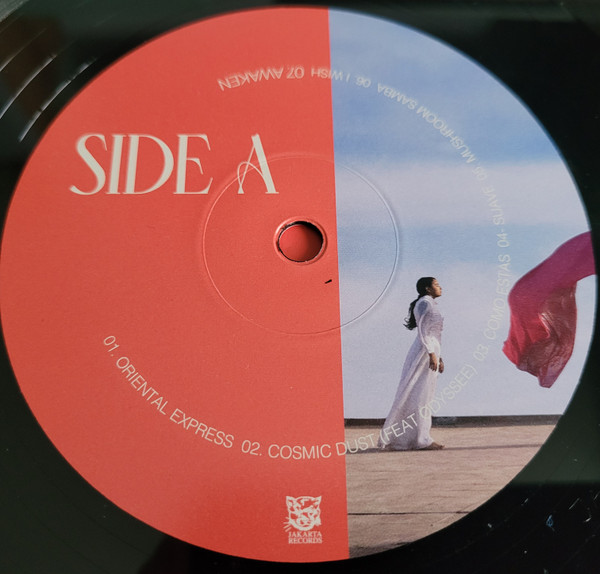 SIDE A
01. ORIENTAL EXPRESS 02. COSMIC DUST (FEAT ODYSSEE) 03. COMO ESTAS 04. SUAVE 05. MUSHROOM SAMBA 06. I WISH 07. AWAKEN
JAKARTA
RECORDS